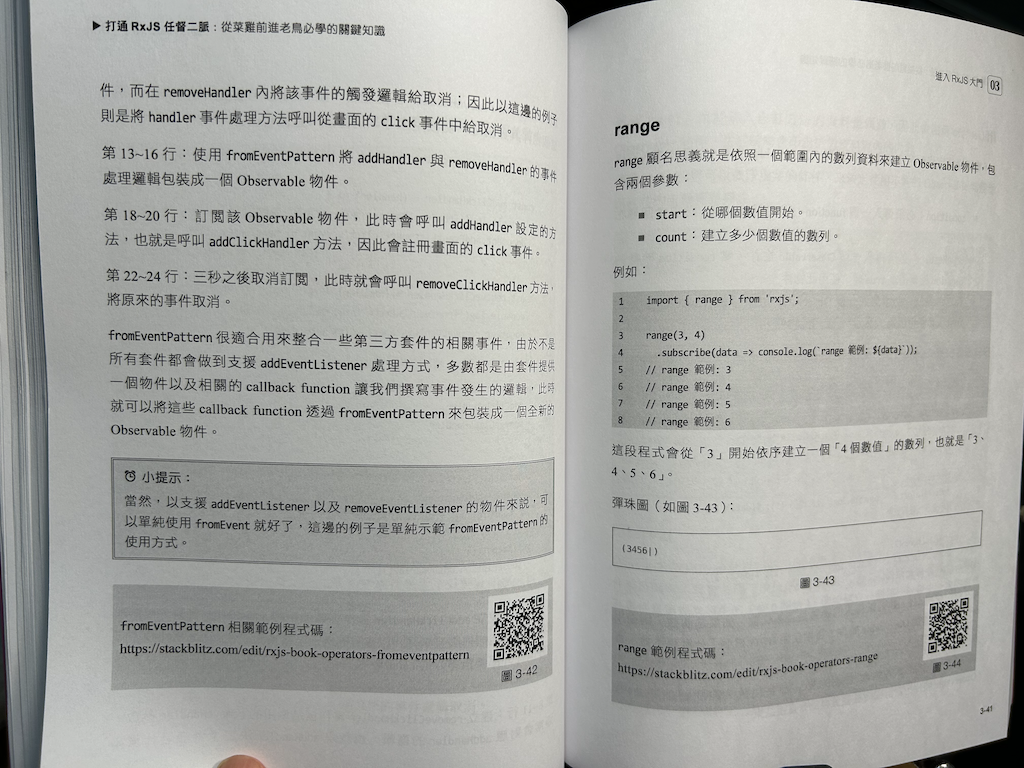 ▶ 打通 RxJS 任督二脈：從菜雞前進老鳥必學的關鍵知識
件，而在 removeHandler 內將該事件的觸發邏輯給取消；因此以這邊的例子
則是將 handler 事件處理方法呼叫從畫面的 click 事件中給取消。
第 13~16 行：使用 fromEventPattern 將 addHandler 與 removeHandler 的事件
處理邏輯包裝成一個 Observable 物件。
第 18~20 行：訂閱該 Observable 物件，此時會呼叫 addHandler 設定的方
法，也就是呼叫 addClickHandler 方法，因此會註冊畫面的 click 事件。
第 22~24 行：三秒之後取消訂閱，此時就會呼叫 removeClickHandler 方法，
將原來的事件取消。
fromEventPattern 很適合用來整合一些第三方套件的相關事件，由於不是
所有套件都會做到支援 addEventListener 處理方式，多數都是由套件提供
一個物件以及相關的 callback function 讓我們撰寫事件發生的邏輯，此時
就可以將這些 callback function 透過 fromEventPattern 來包裝成一個全新的
Observable 物件。
小提示：
當然，以支援 addEventListener 以及 removeEventListener 的物件來說，可
以單純使用 fromEvent 就好了，這邊的例子是單純示範 fromEventPattern 的
使用方式。
fromEventPattern 相關範例程式碼：
https://stackblitz.com/edit/rxjs-book-operators-fromeventpattern
圖 3-42
進入 RxJS 大門 03
range
range 顧名思義就是依照一個範圍內的數列資料來建立 Observable 物件，包
含兩個參數：
■ start：從哪個數值開始。
■ count：建立多少個數值的數列。
例如：
1 import { range } from 'rxjs';
2
3 range(3, 4)
4 .subscribe(data => console.log(`range 範例: ${data}`));
5 // range 範例: 3
6 // range 範例: 4
7 // range 範例: 5
8 // range 範例: 6
這段程式會從「3」開始依序建立一個「4 個數值」的數列，也就是「3、
4、5、6」。
彈珠圖（如圖 3-43）：
(3456|)
圖 3-43
range 範例程式碼：
https://stackblitz.com/edit/rxjs-book-operators-range
圖 3-44
3-41